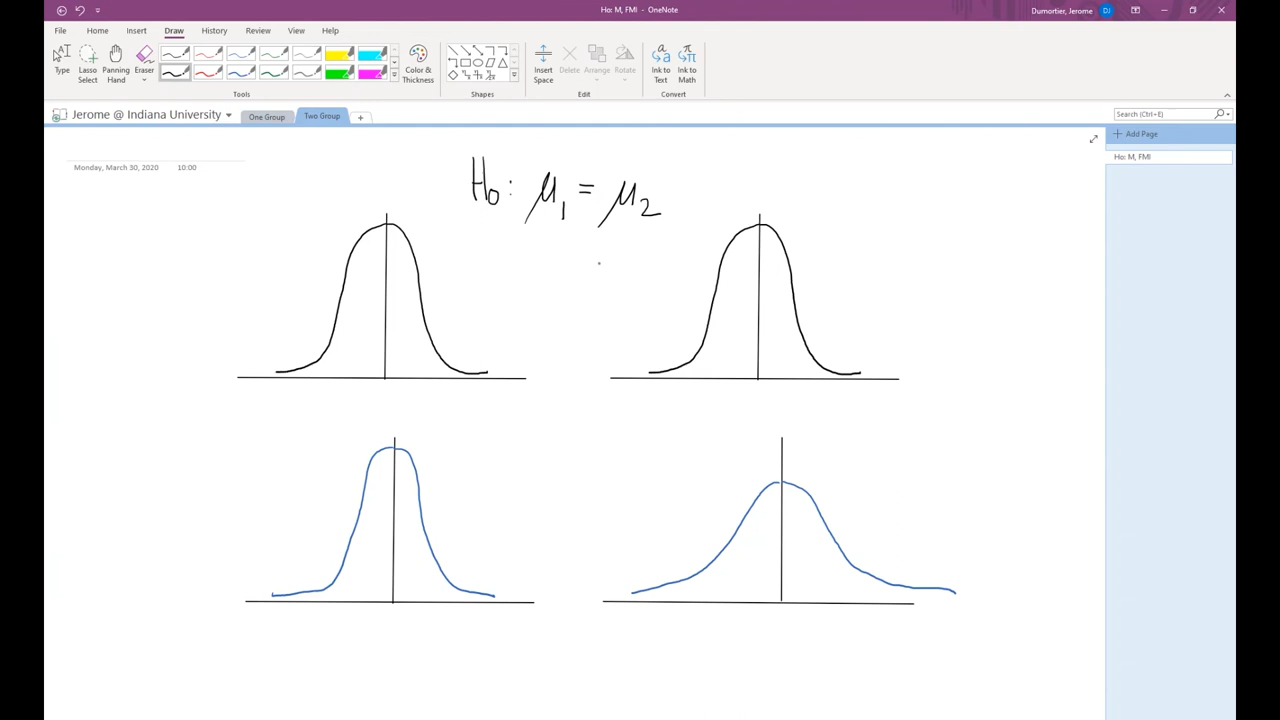 Ho: M, FMI - OneNote
Dumortier, Jerome
DJ
File Home Insert Draw History Review View Help
Type
Lasso Select
Panning Hand
Eraser
Color & Thickness
Insert Space
Delete
Arrange
Rotate
Ink to Text
Ink to Math
Tools
Shapes
Edit
Convert
Jerome @ Indiana University
One Group
Two Group
Search (Ctrl+E)
Add Page
Ho: M, FMI
Monday, March 30, 2020 10:00
H₀: μ₁ = μ₂